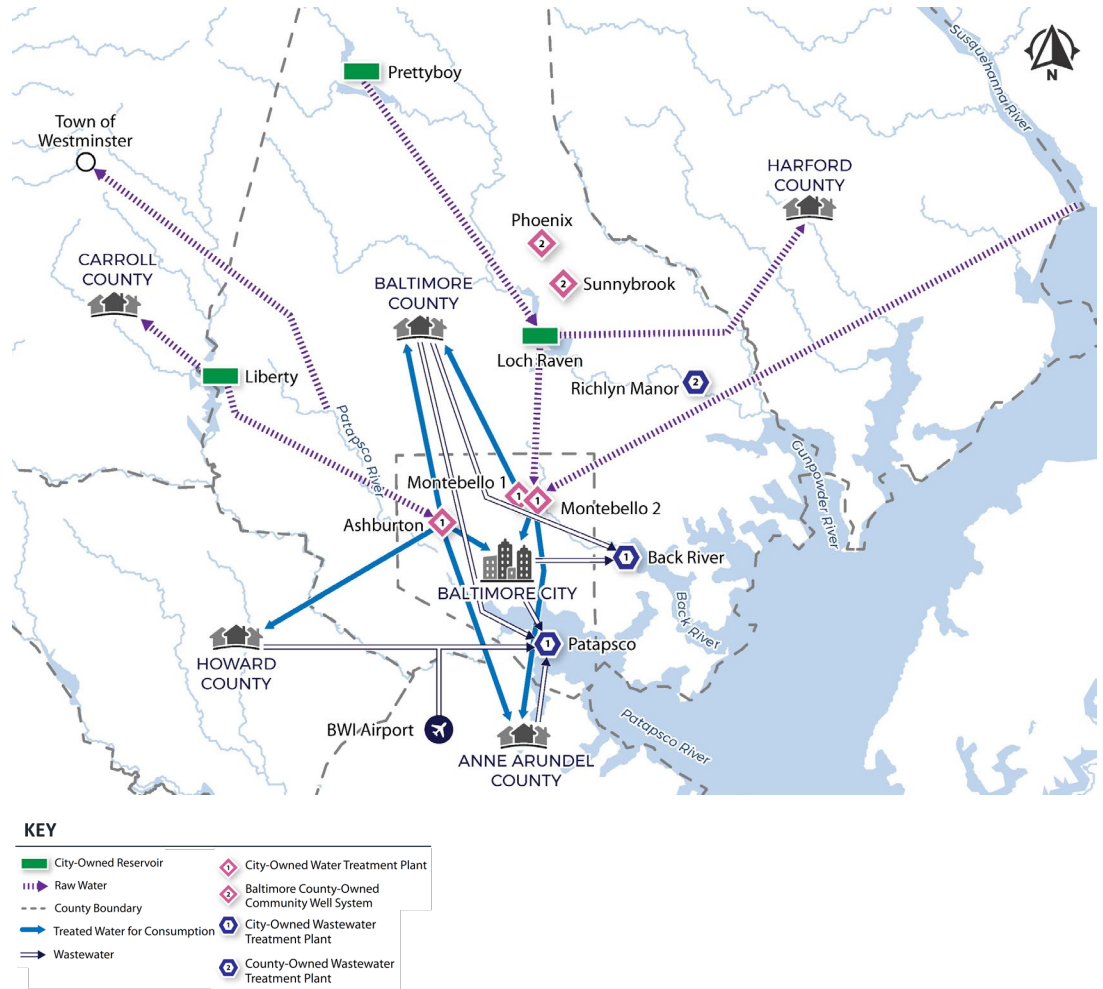 Susquehanna River
N
Prettyboy
Town of
Westminster
HARFORD
COUNTY
Phoenix
2
2
Sunnybrook
CARROLL
COUNTY
BALTIMORE
COUNTY
Loch Raven
Liberty
Richlyn Manor
2
Patapsco River
Gunpowder River
Montebello 1
1
1
Montebello 2
Ashburton
1
Back River
1
BALTIMORE CITY
Back River
1
Patapsco
HOWARD
COUNTY
BWI Airport
Patapsco River
ANNE ARUNDEL
COUNTY
KEY
City-Owned Reservoir
Raw Water
County Boundary
Treated Water for Consumption
Wastewater
1
City-Owned Water Treatment Plant
2
Baltimore County-Owned
Community Well System
1
City-Owned Wastewater
Treatment Plant
2
County-Owned Wastewater
Treatment Plant